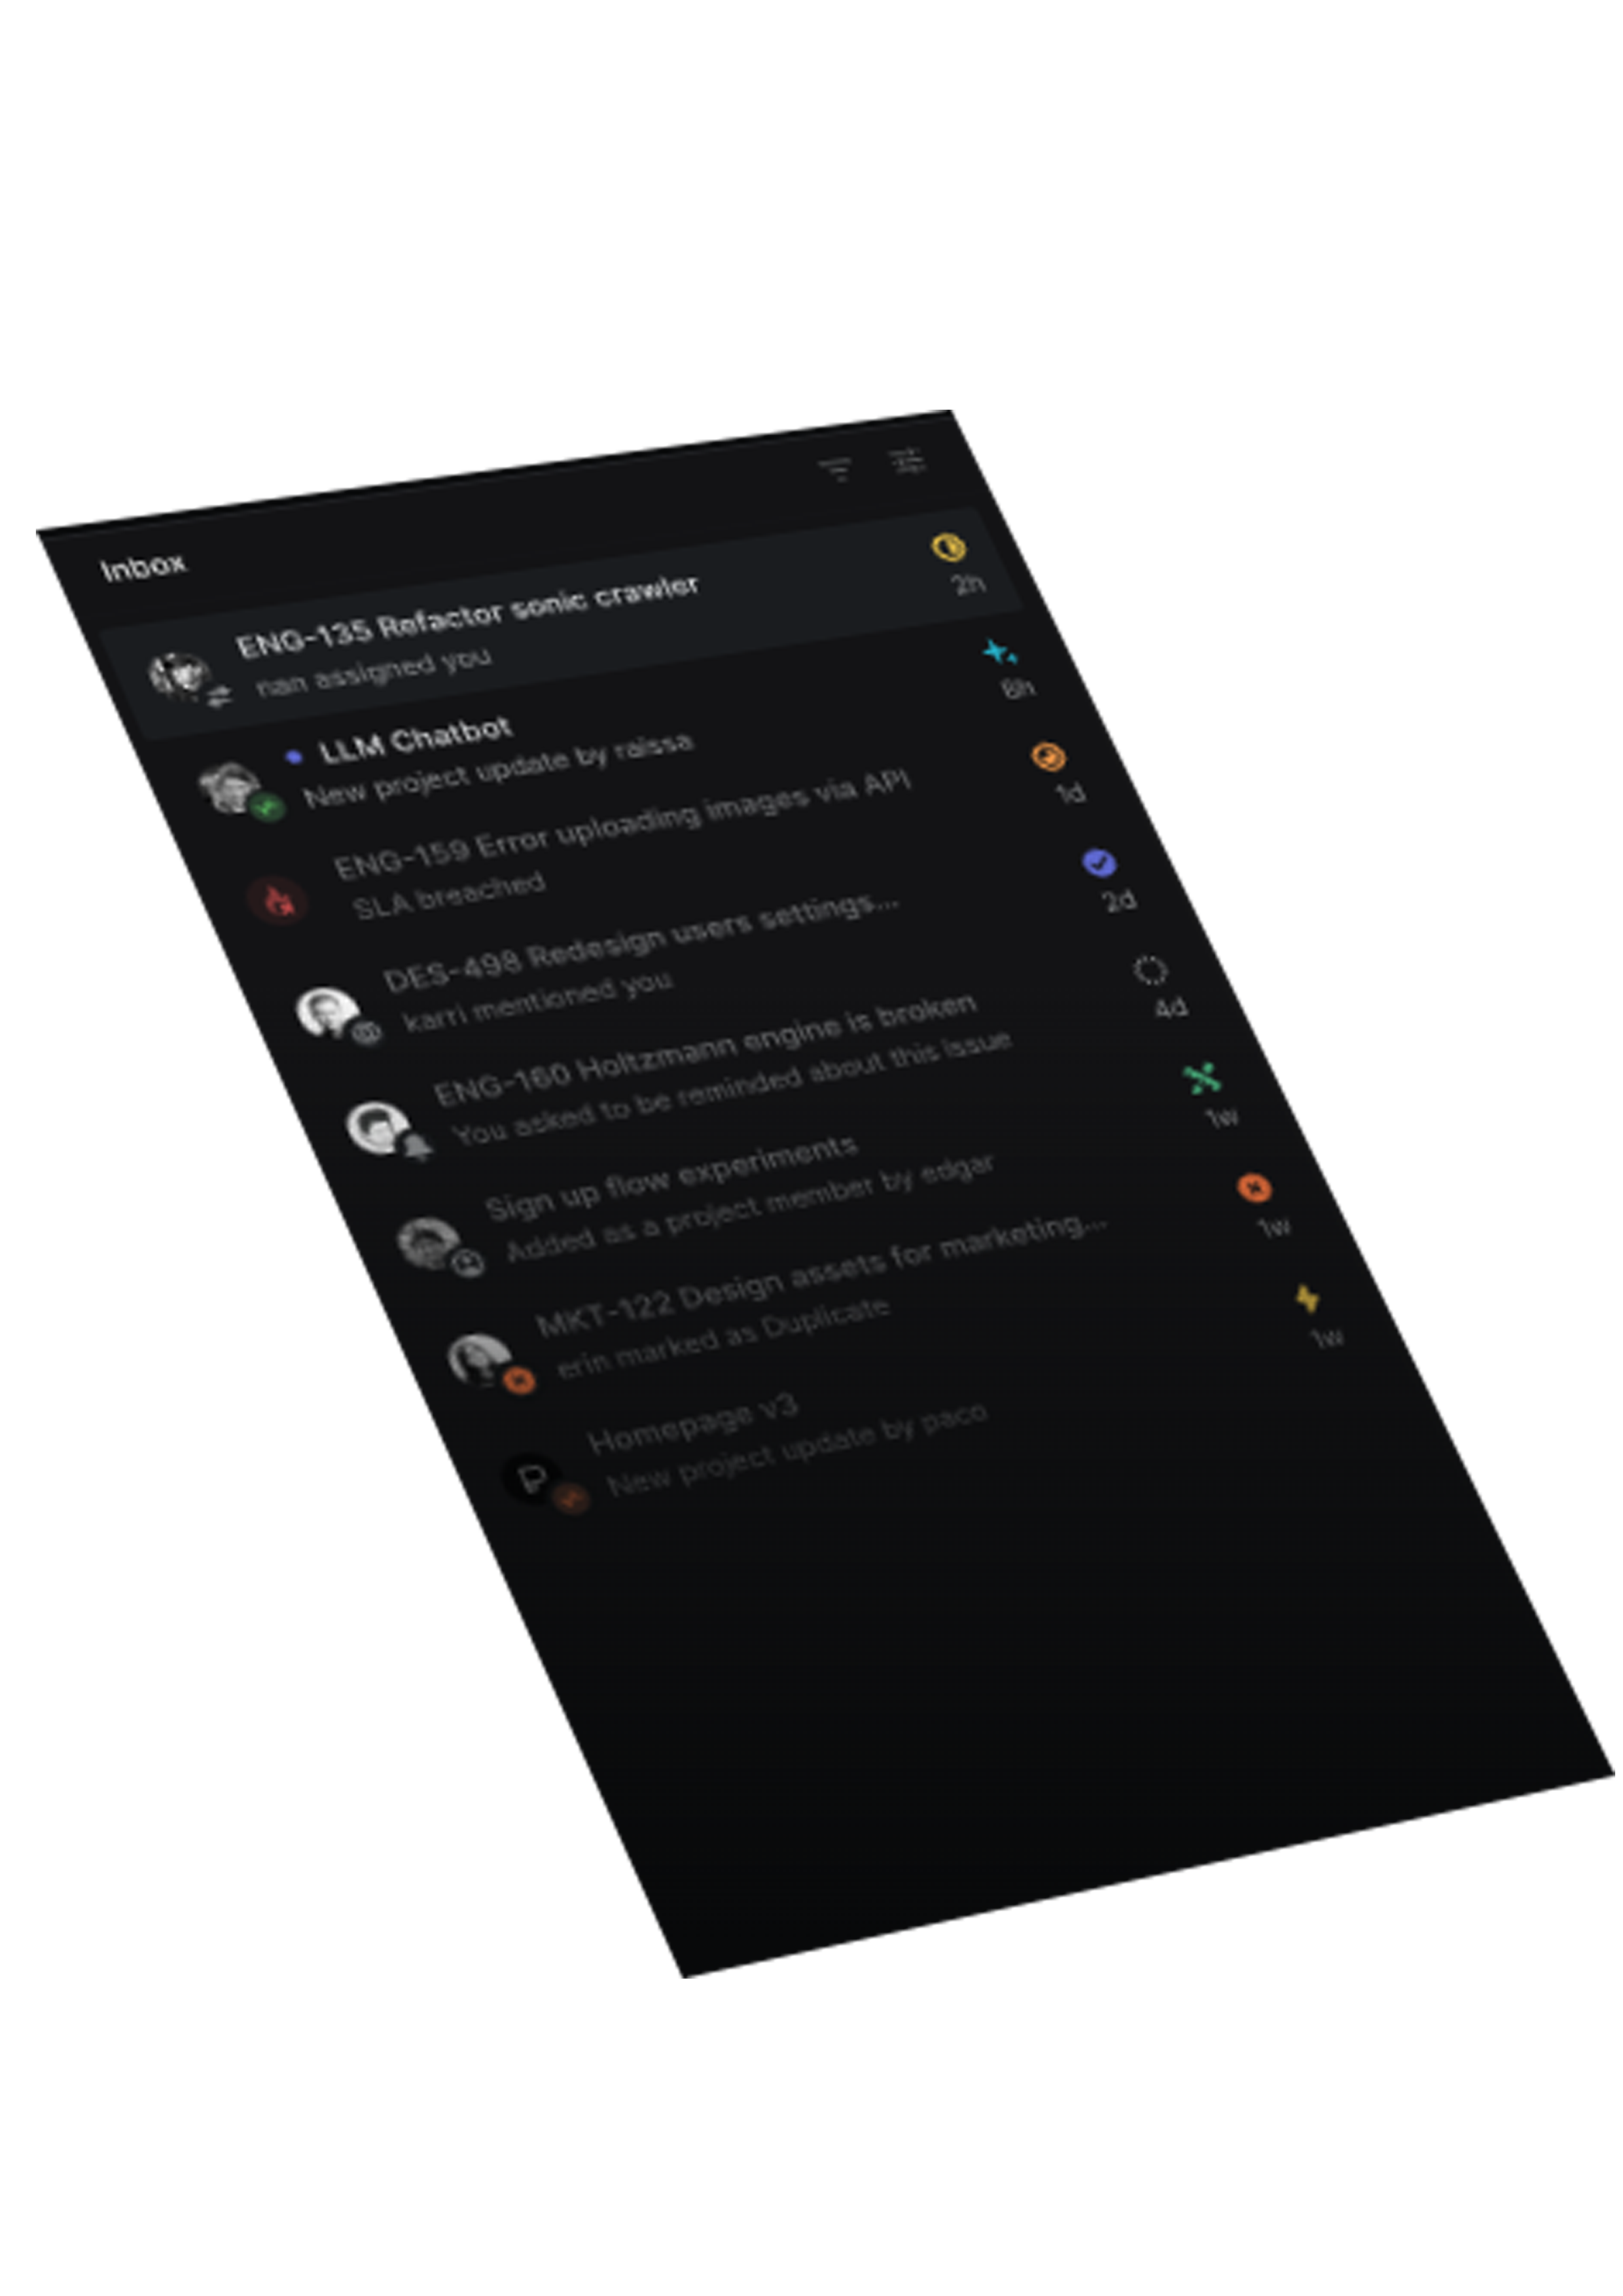 Inbox
ENG-135 Refactor sonic crawler
nan assigned you
2h
LLM Chatbot
New project update by raissa
8h
ENG-159 Error uploading images via API
SLA breached
1d
DES-498 Redesign users settings...
karri mentioned you
2d
ENG-160 Holtzmann engine is broken
You asked to be reminded about this issue
4d
Sign up flow experiments
Added as a project member by edgar
1w
MKT-122 Design assets for marketing...
erin marked as Duplicate
1w
P
Homepage v3
New project update by paco
1w